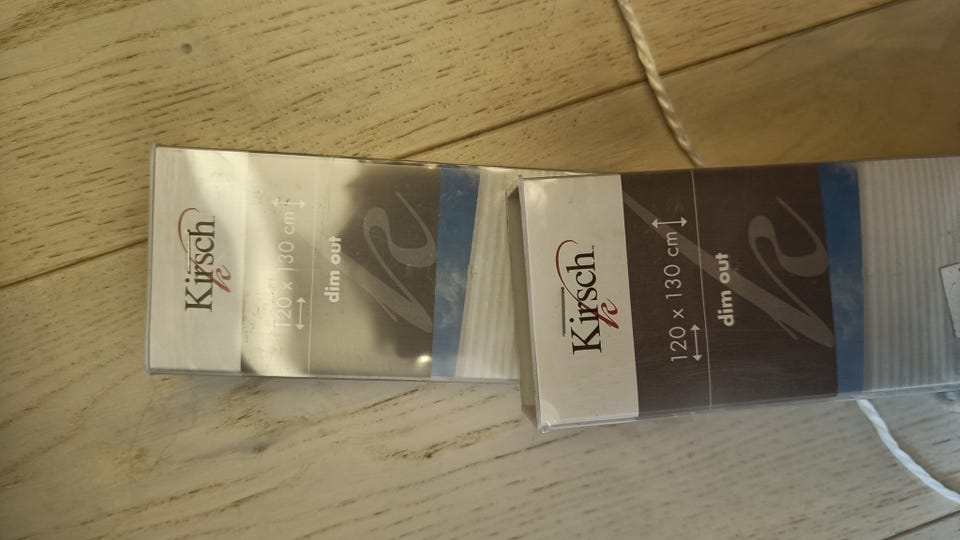 Kirsch
120 x 130 cm
dim out
Kirsch
120 x 130 cm
dim out